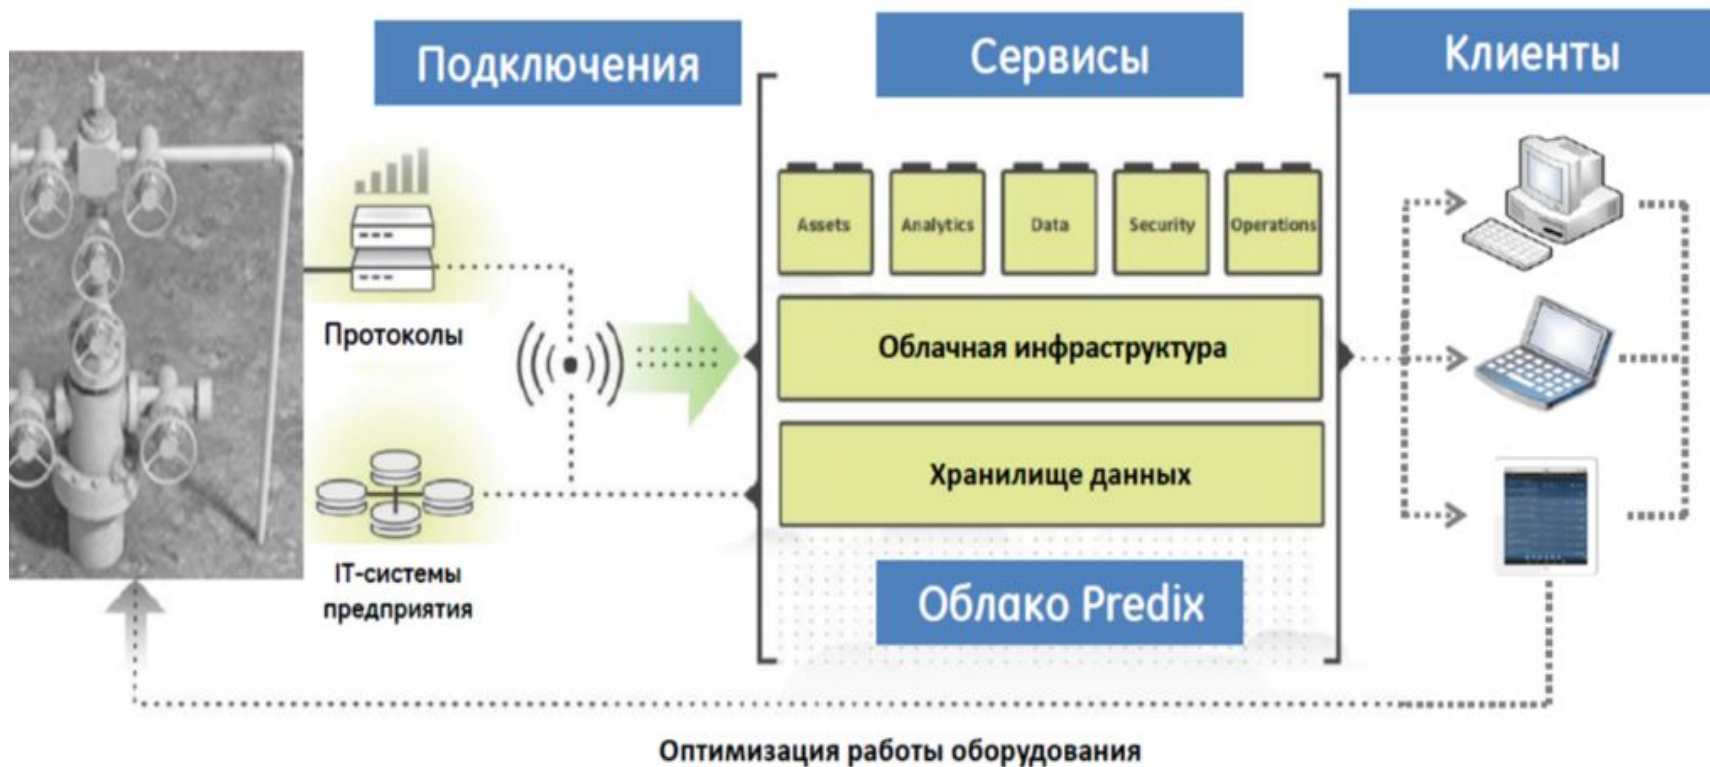 Подключения
Сервисы
Клиенты
Assets
Analytics
Data
Security
Operations
Протоколы
Облачная инфраструктура
Хранилище данных
IT-системы
предприятия
Облако Predix
Оптимизация работы оборудования